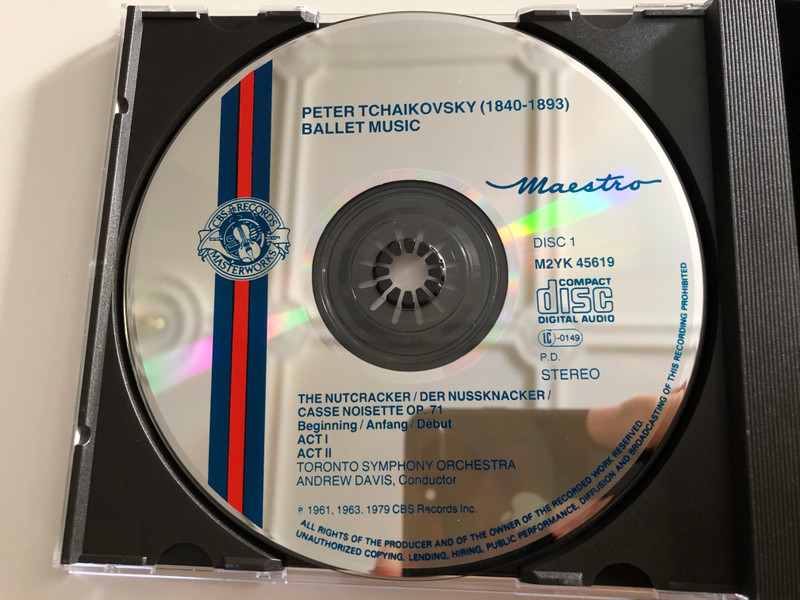 PETER TCHAIKOVSKY (1840-1893)
BALLET MUSIC
Maestro
CBS RECORDS
MASTERWORKS
DISC 1
M2YK 45619
COMPACT
disc
DIGITAL AUDIO
LC-0149
P.D.
STEREO
THE NUTCRACKER / DER NUSSKNACKER /
CASSE NOISETTE OP. 71
Beginning / Anfang / Début
ACT I
ACT II
TORONTO SYMPHONY ORCHESTRA
ANDREW DAVIS, Conductor
℗ 1961, 1963, 1979 CBS Records Inc.
ALL RIGHTS OF THE PRODUCER AND OF THE OWNER OF THE RECORDED WORK RESERVED.
UNAUTHORIZED COPYING, LENDING, HIRING, PUBLIC PERFORMANCE, DIFFUSION AND BROADCASTING OF THIS RECORDING PROHIBITED